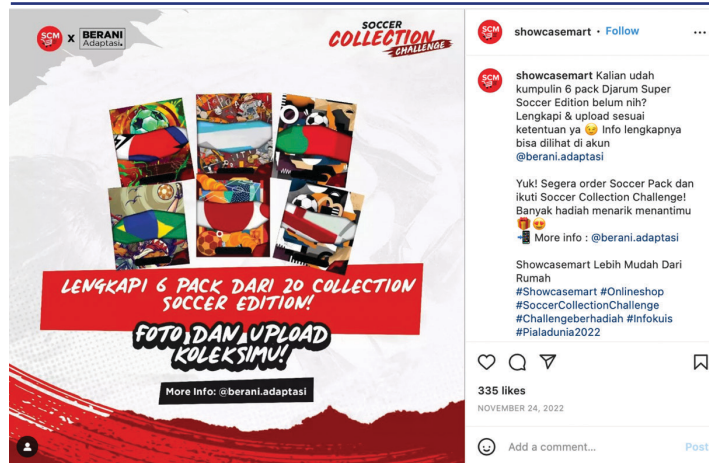 SCM x BERANI
Adaptasi.
SOCCER
COLLECTION
CHALLENGE
LENGKAPI 6 PACK DARI 20 COLLECTION
SOCCER EDITION!
FOTO DAN UPLOAD
KOLEKSIMU!
More Info: @berani.adaptasi
SCM
showcasemart • Follow
...
SCM
showcasemart Kalian udah
kumpulin 6 pack Djarum Super
Soccer Edition belum nih?
Lengkapi & upload sesuai
ketentuan ya 😉 Info lengkapnya
bisa dilihat di akun
@berani.adaptasi
Yuk! Segera order Soccer Pack dan
ikuti Soccer Collection Challenge!
Banyak hadiah menarik menantimu
🎁😍
📲 More info : @berani.adaptasi
Showcasemart Lebih Mudah Dari
Rumah
#Showcasemart #Onlineshop
#SoccerCollectionChallenge
#Challengeberhadiah #Infokuis
#Pialadunia2022
335 likes
NOVEMBER 24, 2022
Add a comment...
Post